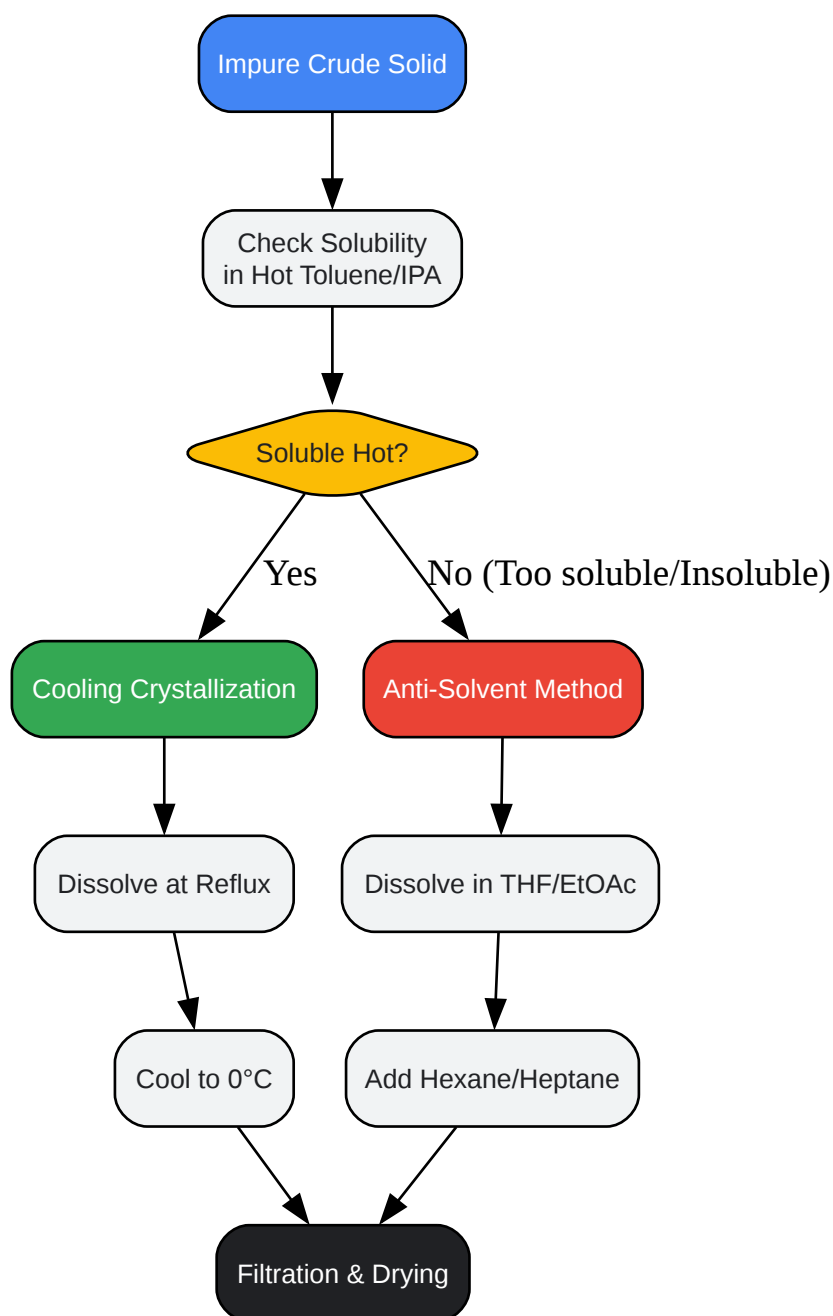 Impure Crude Solid
Check Solubility
in Hot Toluene/IPA
Soluble Hot?
Yes
No (Too soluble/Insoluble)
Cooling Crystallization
Anti-Solvent Method
Dissolve at Reflux
Dissolve in THF/EtOAc
Cool to 0°C
Add Hexane/Heptane
Filtration & Drying